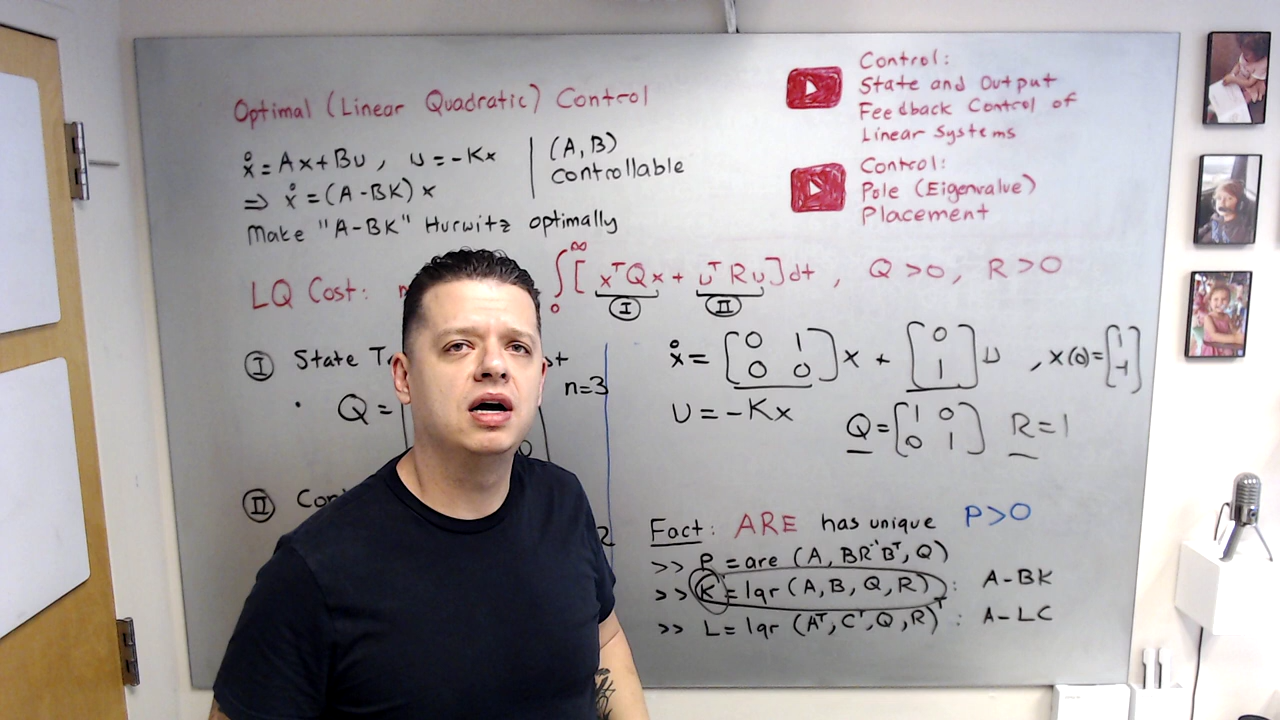 Optimal (Linear Quadratic) Control
ẋ = Ax + Bu , u = -Kx
⇒ ẋ = (A - BK) x
Make "A-BK" Hurwitz optimally
(A, B)
controllable
Control:
State and Output
Feedback Control of
Linear Systems
Control:
Pole (Eigenvalue)
Placement
LQ Cost: ∫₀^∞ [ xᵀQx + uᵀRu ] dt , Q > 0 , R > 0
I II
I State
n=3
• Q =
II
2
ẋ = [0 1; 0 0] x + [0; 1] u , x(0) = [1; -1]
u = -Kx
Q = [1 0; 0 1] R = 1
Fact: ARE has unique P>0
>> P = are (A, BR⁻¹Bᵀ, Q)
>> K = lqr (A, B, Q, R) : A-BK
>> L = lqr (Aᵀ, Cᵀ, Q, R)ᵀ : A-LC